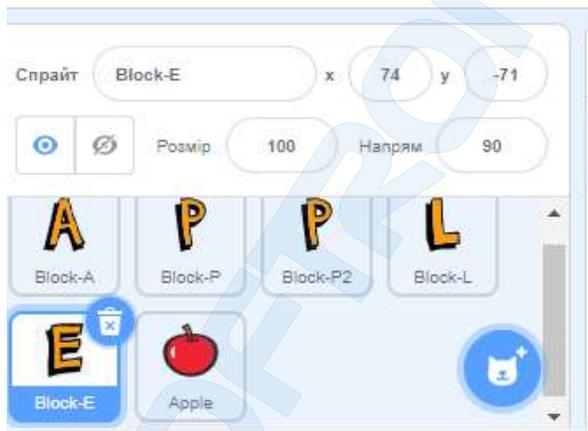 Спрайт Block-E x 74 y -71
Розмір 100 Напрям 90
A P P L
Block-A Block-P Block-P2 Block-L
E
Block-E Apple